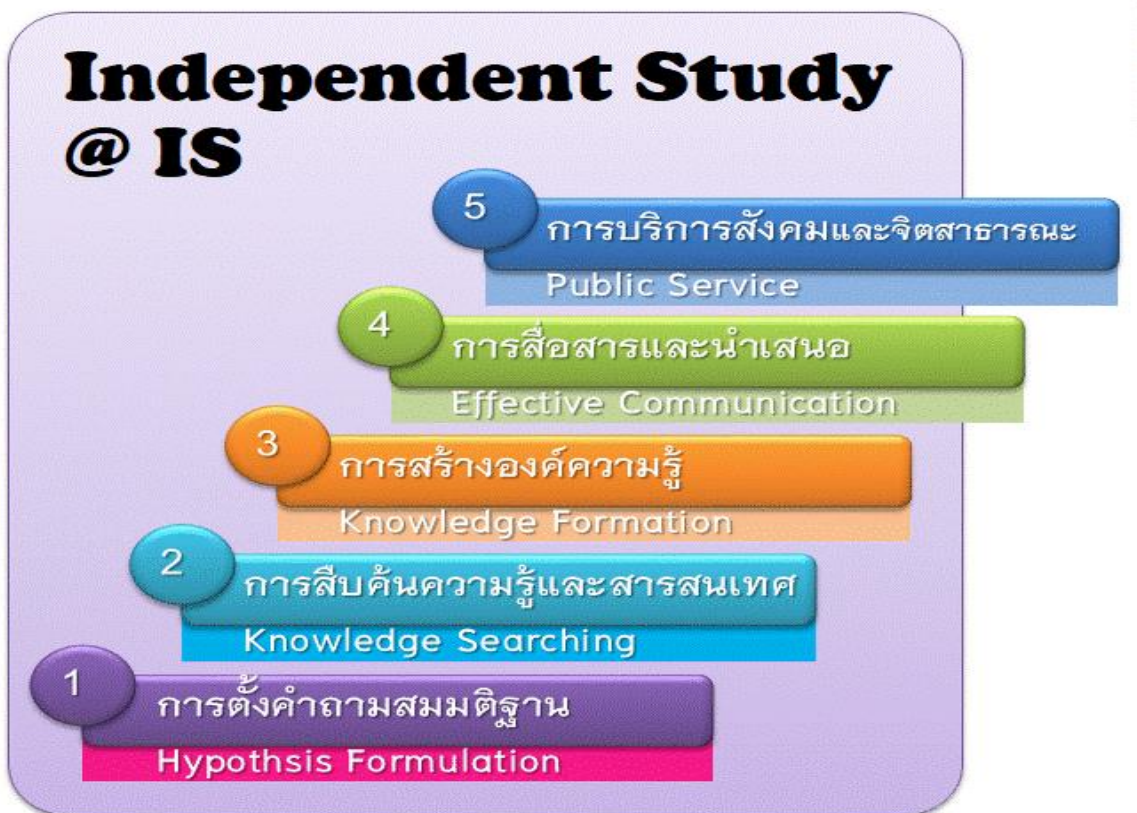 Independent Study
@ IS
5
การบริการสังคมและจิตสาธารณะ
Public Service
4
การสื่อสารและนำเสนอ
Effective Communication
3
การสร้างองค์ความรู้
Knowledge Formation
2
การสืบค้นความรู้และสารสนเทศ
Knowledge Searching
1
การตั้งคำถามสมมติฐาน
Hypothsis Formulation